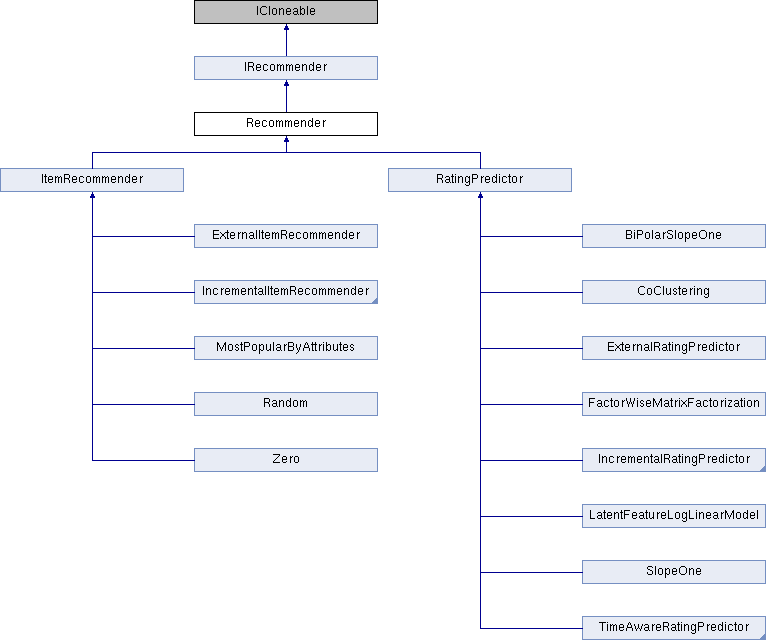 ICloneable
IRecommender
Recommender
ItemRecommender
RatingPredictor
ExternalItemRecommender
BiPolarSlopeOne
IncrementalItemRecommender
CoClustering
MostPopularByAttributes
ExternalRatingPredictor
Random
FactorWiseMatrixFactorization
Zero
IncrementalRatingPredictor
LatentFeatureLogLinearModel
SlopeOne
TimeAwareRatingPredictor